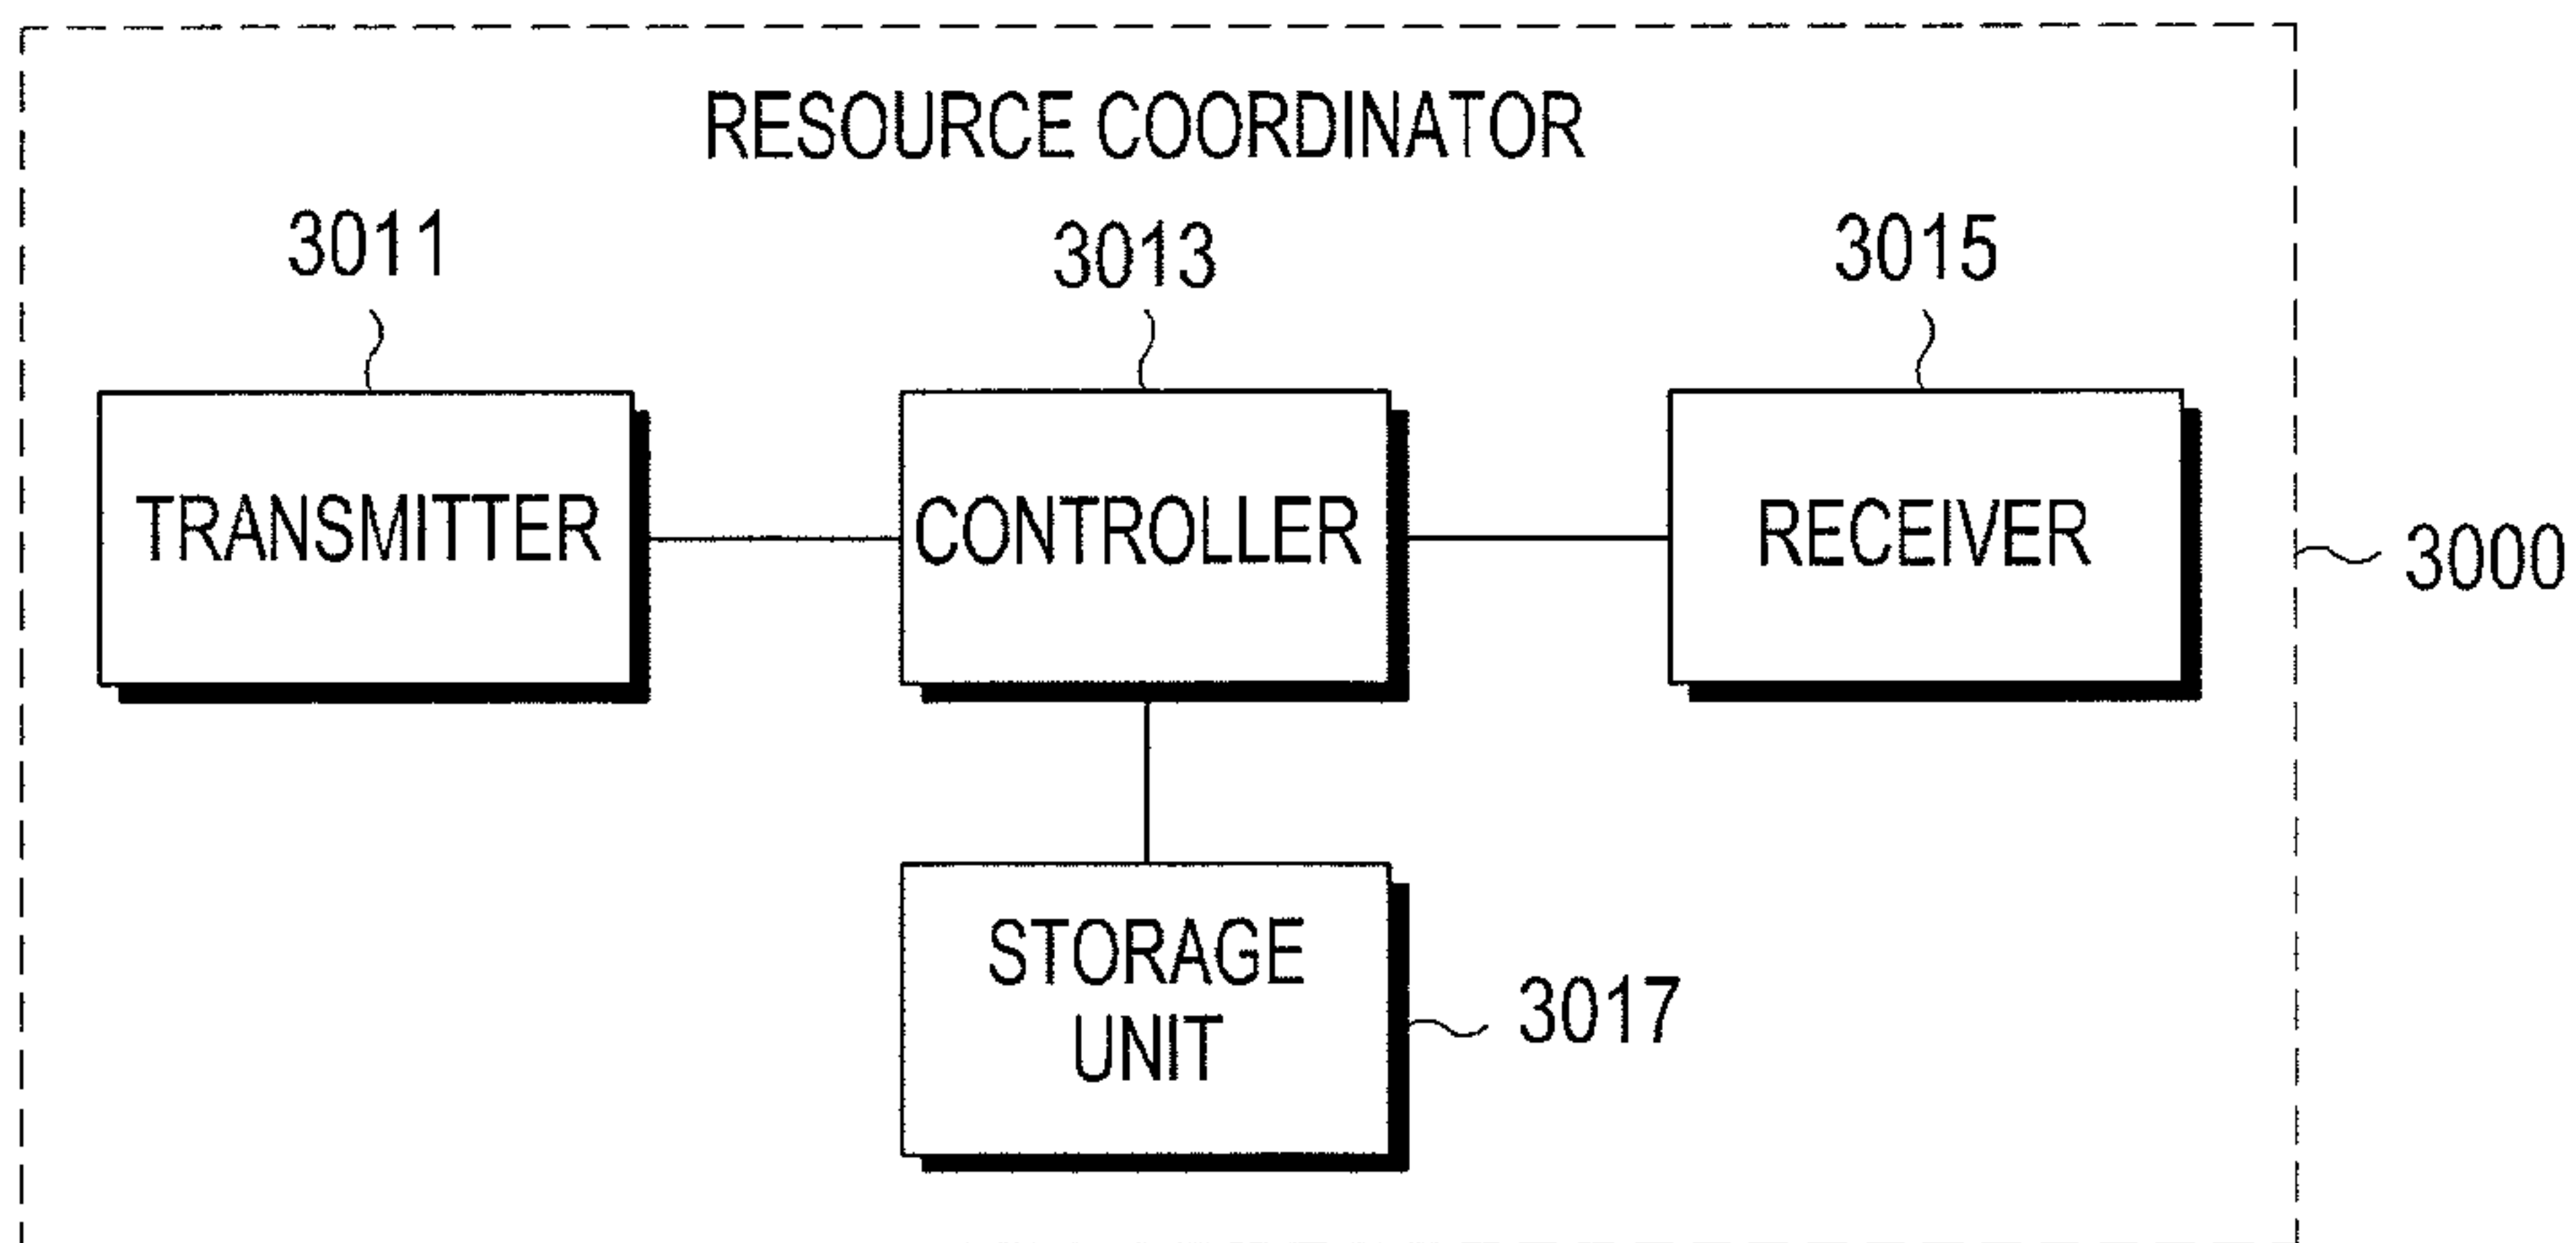 RESOURCE COORDINATOR
3011
3013
3015
TRANSMITTER
CONTROLLER
RECEIVER
3000
STORAGE
UNIT
3017